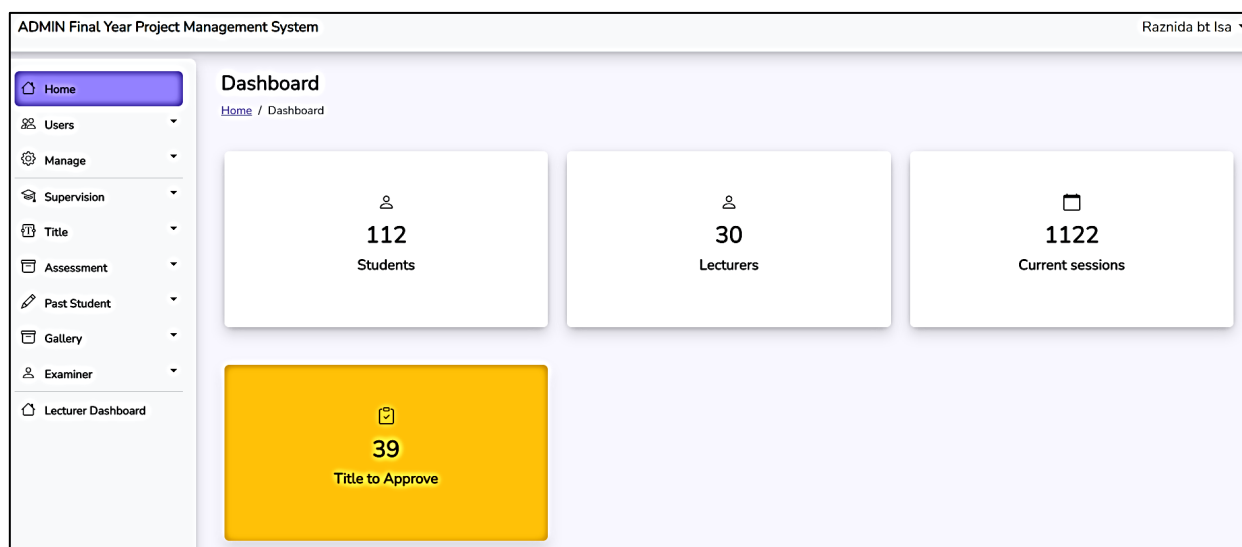 ADMIN Final Year Project Management System
Raznida bt Isa
Home
Users
Manage
Supervision
Title
Assessment
Past Student
Gallery
Examiner
Lecturer Dashboard
Dashboard
Home / Dashboard
112
Students
30
Lecturers
1122
Current sessions
39
Title to Approve